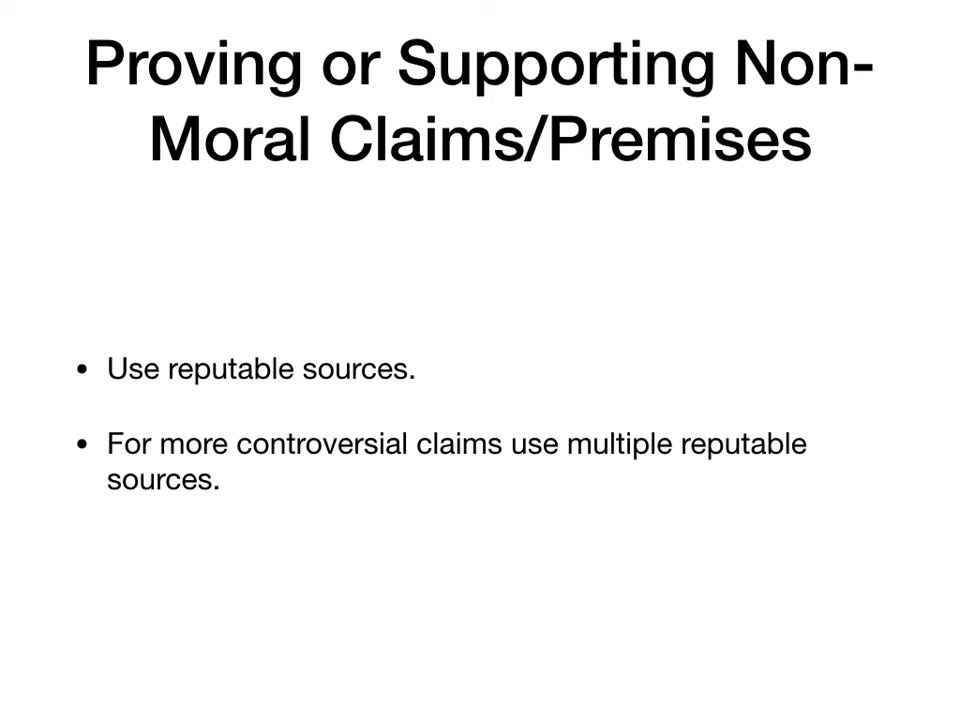 Proving or Supporting Non-
Moral Claims/Premises
• Use reputable sources.
• For more controversial claims use multiple reputable
sources.